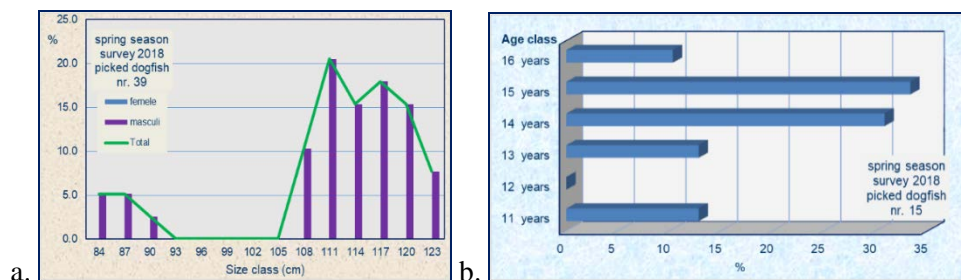 25.0
%
20.0
15.0
10.0
5.0
0.0
spring season
survey 2018
picked dogfish
nr. 39
femele
masculi
Total
84 87 90 93 96 99 102 105 108 111 114 117 120 123
Size class (cm)
a.
Age class
16 years
15 years
14 years
13 years
12 years
11 years
spring season
survey 2018
picked dogfish
nr. 15
0 5 10 15 20 25 30 35
%
b.